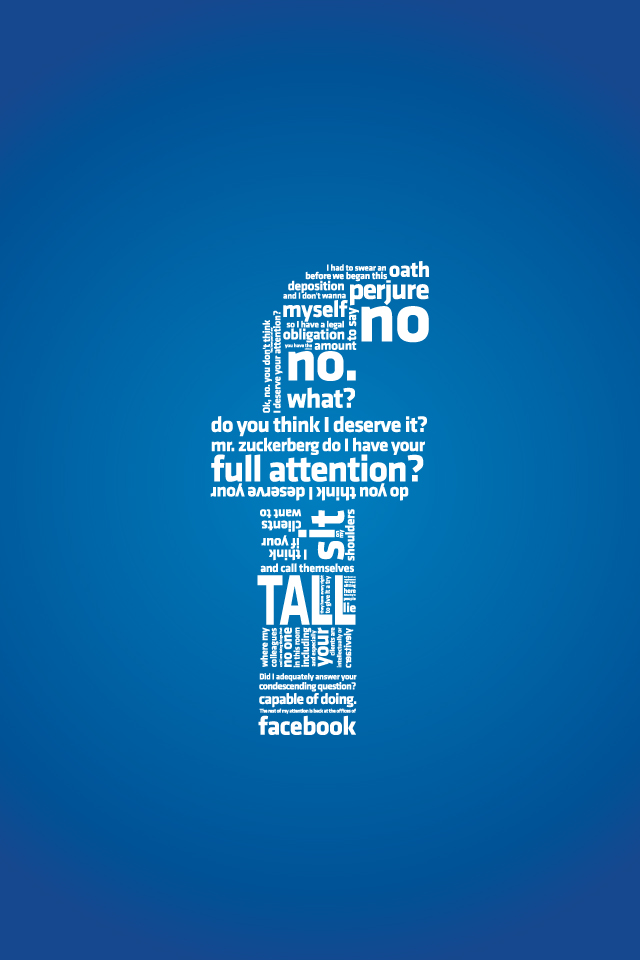 I had to swear an oath
before we began this
deposition
and I don't wanna perjure
myself
so I have a legal
obligation to say no
Ok, no. you don't think
I deserve your attention?
you have the amount
no.
what?
do you think I deserve it?
mr. zuckerberg do I have your
full attention?
do you think I deserve your
I think
if your
clients
want to
sit
shoulders
and call themselves
TALL
to give it a try
lie
where my
colleagues
no one
in this room
including
and especially
your
clients are
intellectually or
creatively
Did I adequately answer your
condescending question?
capable of doing.
The rest of my attention is back at the offices of
facebook